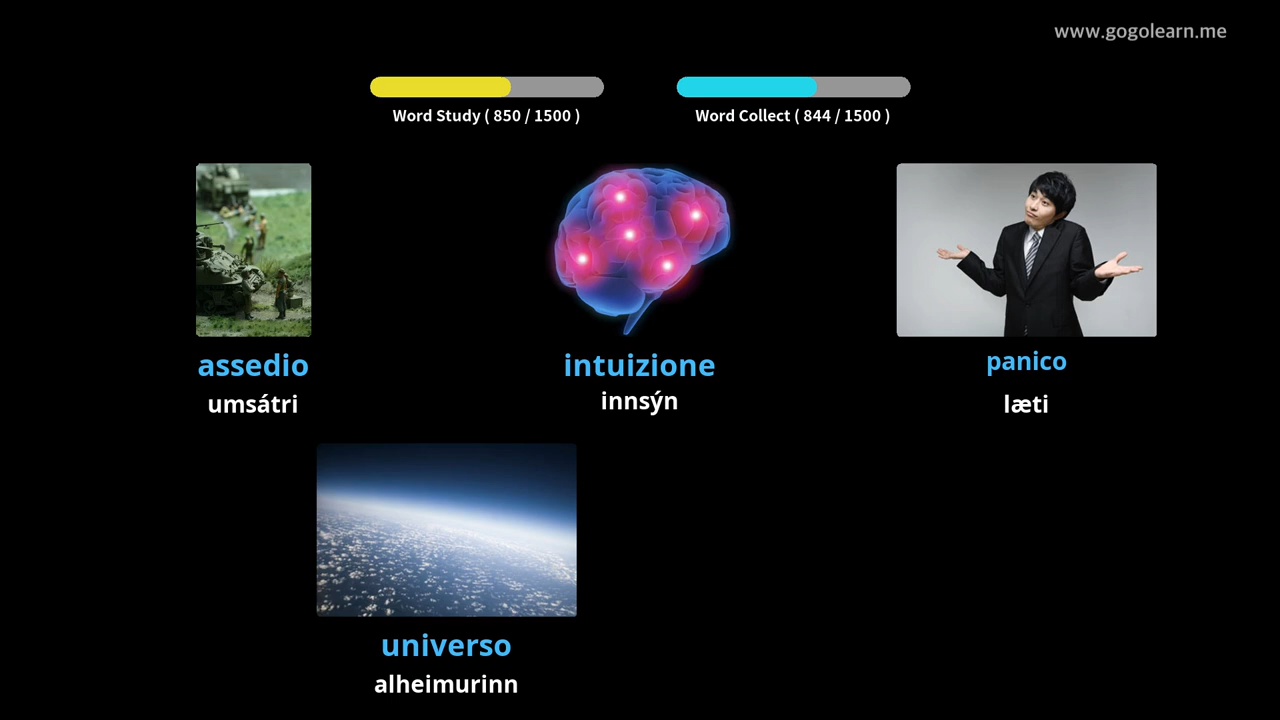 www.gogolearn.me
Word Study ( 850 / 1500 )
Word Collect ( 844 / 1500 )
assedio
umsátri
intuizione
innsýn
panico
læti
universo
alheimurinn